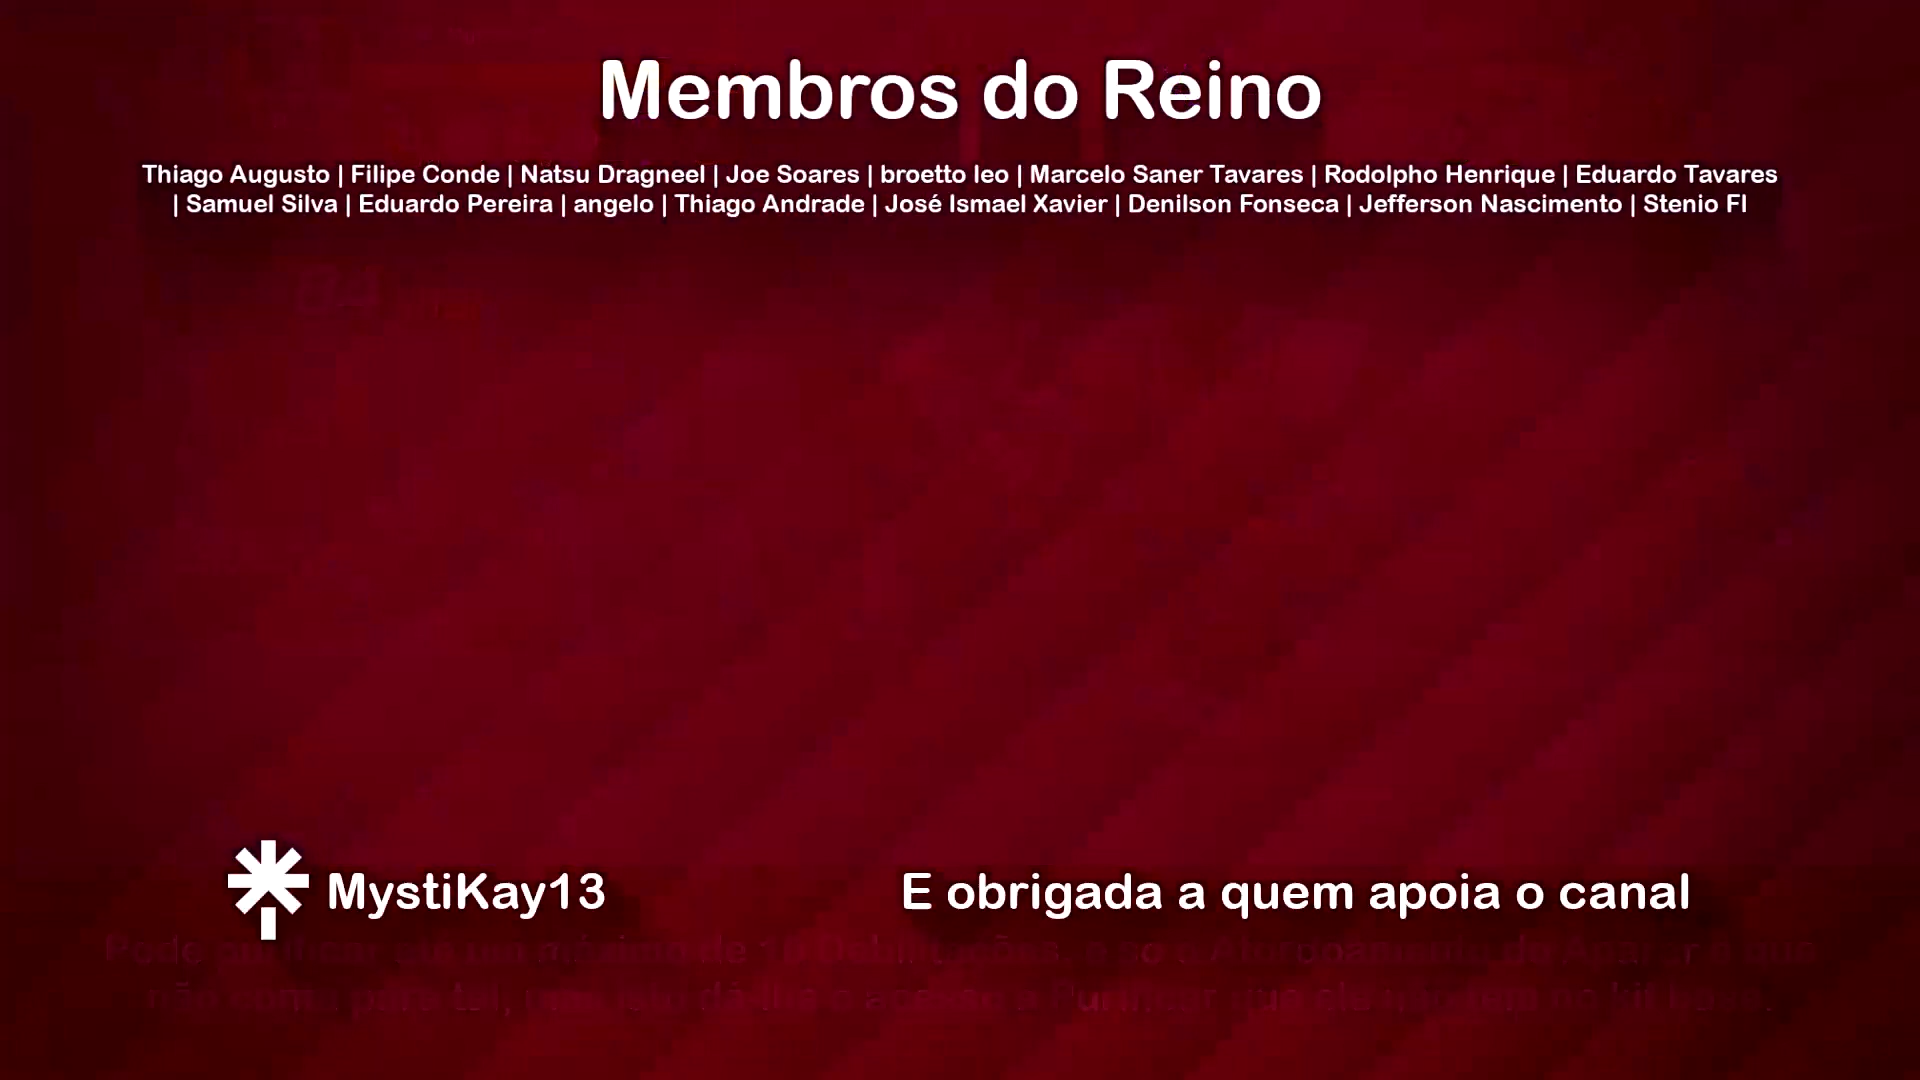 Membros do Reino
Thiago Augusto | Filipe Conde | Natsu Dragneel | Joe Soares | broetto leo | Marcelo Saner Tavares | Rodolpho Henrique | Eduardo Tavares
| Samuel Silva | Eduardo Pereira | angelo | Thiago Andrade | José Ismael Xavier | Denilson Fonseca | Jefferson Nascimento | Stenio Fl
MystiKay13
E obrigada a quem apoia o canal